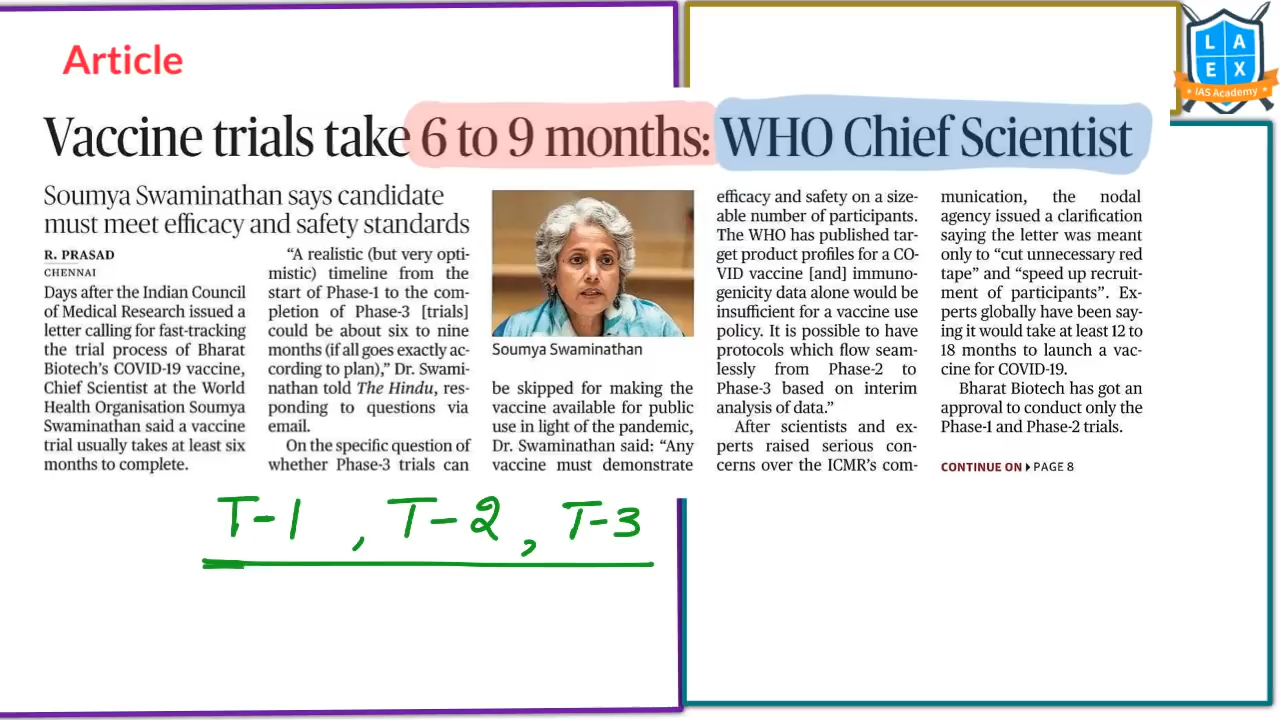 Article
LA
EX
IAS Academy
Vaccine trials take 6 to 9 months: WHO Chief Scientist
Soumya Swaminathan says candidate
must meet efficacy and safety standards
R. PRASAD
CHENNAI
Days after the Indian Council
of Medical Research issued a
letter calling for fast-tracking
the trial process of Bharat
Biotech's COVID-19 vaccine,
Chief Scientist at the World
Health Organisation Soumya
Swaminathan said a vaccine
trial usually takes at least six
months to complete.
"A realistic (but very opti-
mistic) timeline from the
start of Phase-1 to the com-
pletion of Phase-3 [trials]
could be about six to nine
months (if all goes exactly ac-
cording to plan)," Dr. Swami-
nathan told The Hindu, res-
ponding to questions via
email.
On the specific question of
whether Phase-3 trials can
Soumya Swaminathan
be skipped for making the
vaccine available for public
use in light of the pandemic,
Dr. Swaminathan said: "Any
vaccine must demonstrate
efficacy and safety on a size-
able number of participants.
The WHO has published tar-
get product profiles for a CO-
VID vaccine [and] immuno-
genicity data alone would be
insufficient for a vaccine use
policy. It is possible to have
protocols which flow seam-
lessly from Phase-2 to
Phase-3 based on interim
analysis of data."
After scientists and ex-
perts raised serious con-
cerns over the ICMR's com-
munication, the nodal
agency issued a clarification
saying the letter was meant
only to "cut unnecessary red
tape" and "speed up recruit-
ment of participants". Ex-
perts globally have been say-
ing it would take at least 12 to
18 months to launch a vac-
cine for COVID-19.
Bharat Biotech has got an
approval to conduct only the
Phase-1 and Phase-2 trials.
CONTINUE ON PAGE 8
T-1 , T-2 , T-3